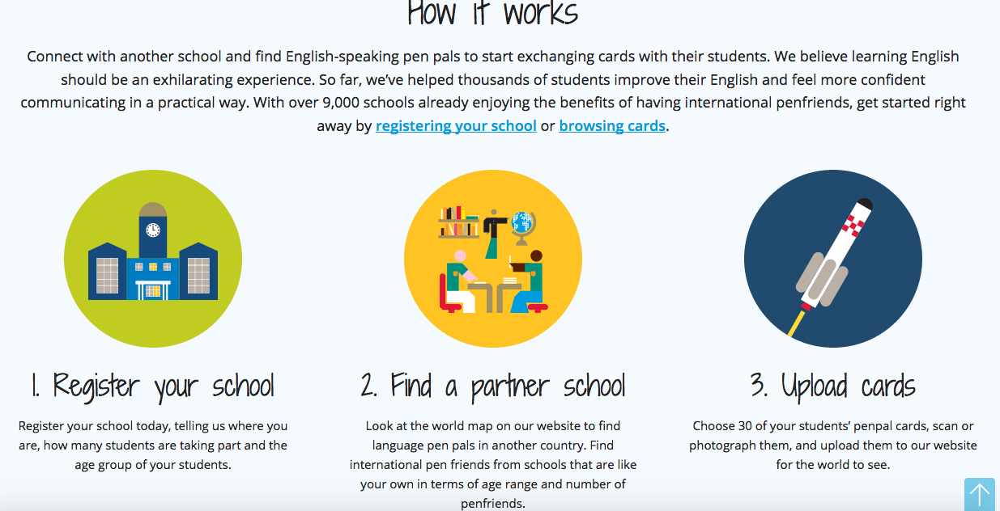 How it works
Connect with another school and find English-speaking pen pals to start exchanging cards with their students. We believe learning English
should be an exhilarating experience. So far, we’ve helped thousands of students improve their English and feel more confident
communicating in a practical way. With over 9,000 schools already enjoying the benefits of having international penfriends, get started right
away by registering your school or browsing cards.
1. Register your school
Register your school today, telling us where you
are, how many students are taking part and the
age group of your students.
2. Find a partner school
Look at the world map on our website to find
language pen pals in another country. Find
international pen friends from schools that are like
your own in terms of age range and number of
penfriends.
3. Upload cards
Choose 30 of your students’ penpal cards, scan or
photograph them, and upload them to our website
for the world to see.